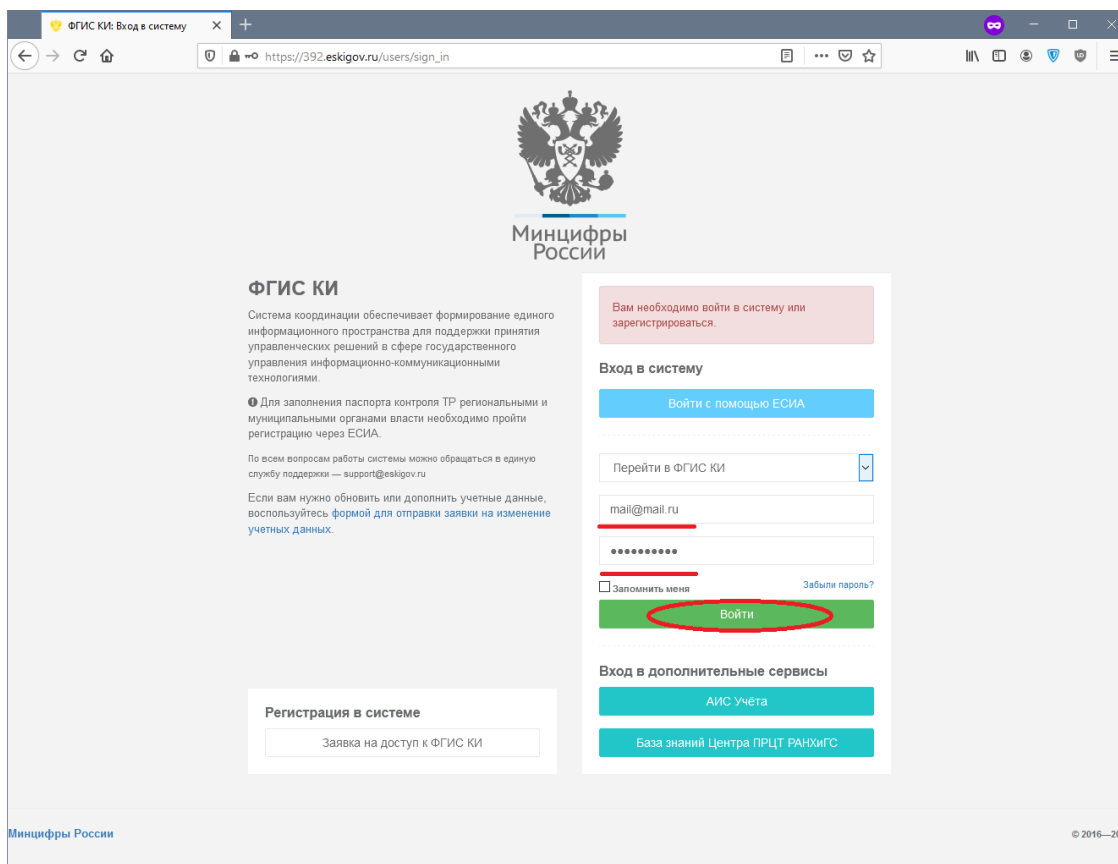 ФГИС КИ: Вход в систему
https://392.eskigov.ru/users/sign_in
Минцифры
России
ФГИС КИ
Система координации обеспечивает формирование единого
информационного пространства для поддержки принятия
управленческих решений в сфере государственного
управления информационно-коммуникационными
технологиями.
Для заполнения паспорта контроля ТР региональными и
муниципальными органами власти необходимо пройти
регистрацию через ЕСИА.
По всем вопросам работы системы можно обращаться в единую
службу поддержки — support@eskigov.ru
Если вам нужно обновить или дополнить учетные данные,
воспользуйтесь формой для отправки заявки на изменение
учетных данных.
Регистрация в системе
Заявка на доступ к ФГИС КИ
Вам необходимо войти в систему или
зарегистрироваться.
Вход в систему
Войти с помощью ЕСИА
Перейти в ФГИС КИ
mail@mail.ru
••••••••••
Запомнить меня
Забыли пароль?
Войти
Вход в дополнительные сервисы
АИС Учёта
База знаний Центра ПРЦТ РАНХиГС
Минцифры России
© 2016—20